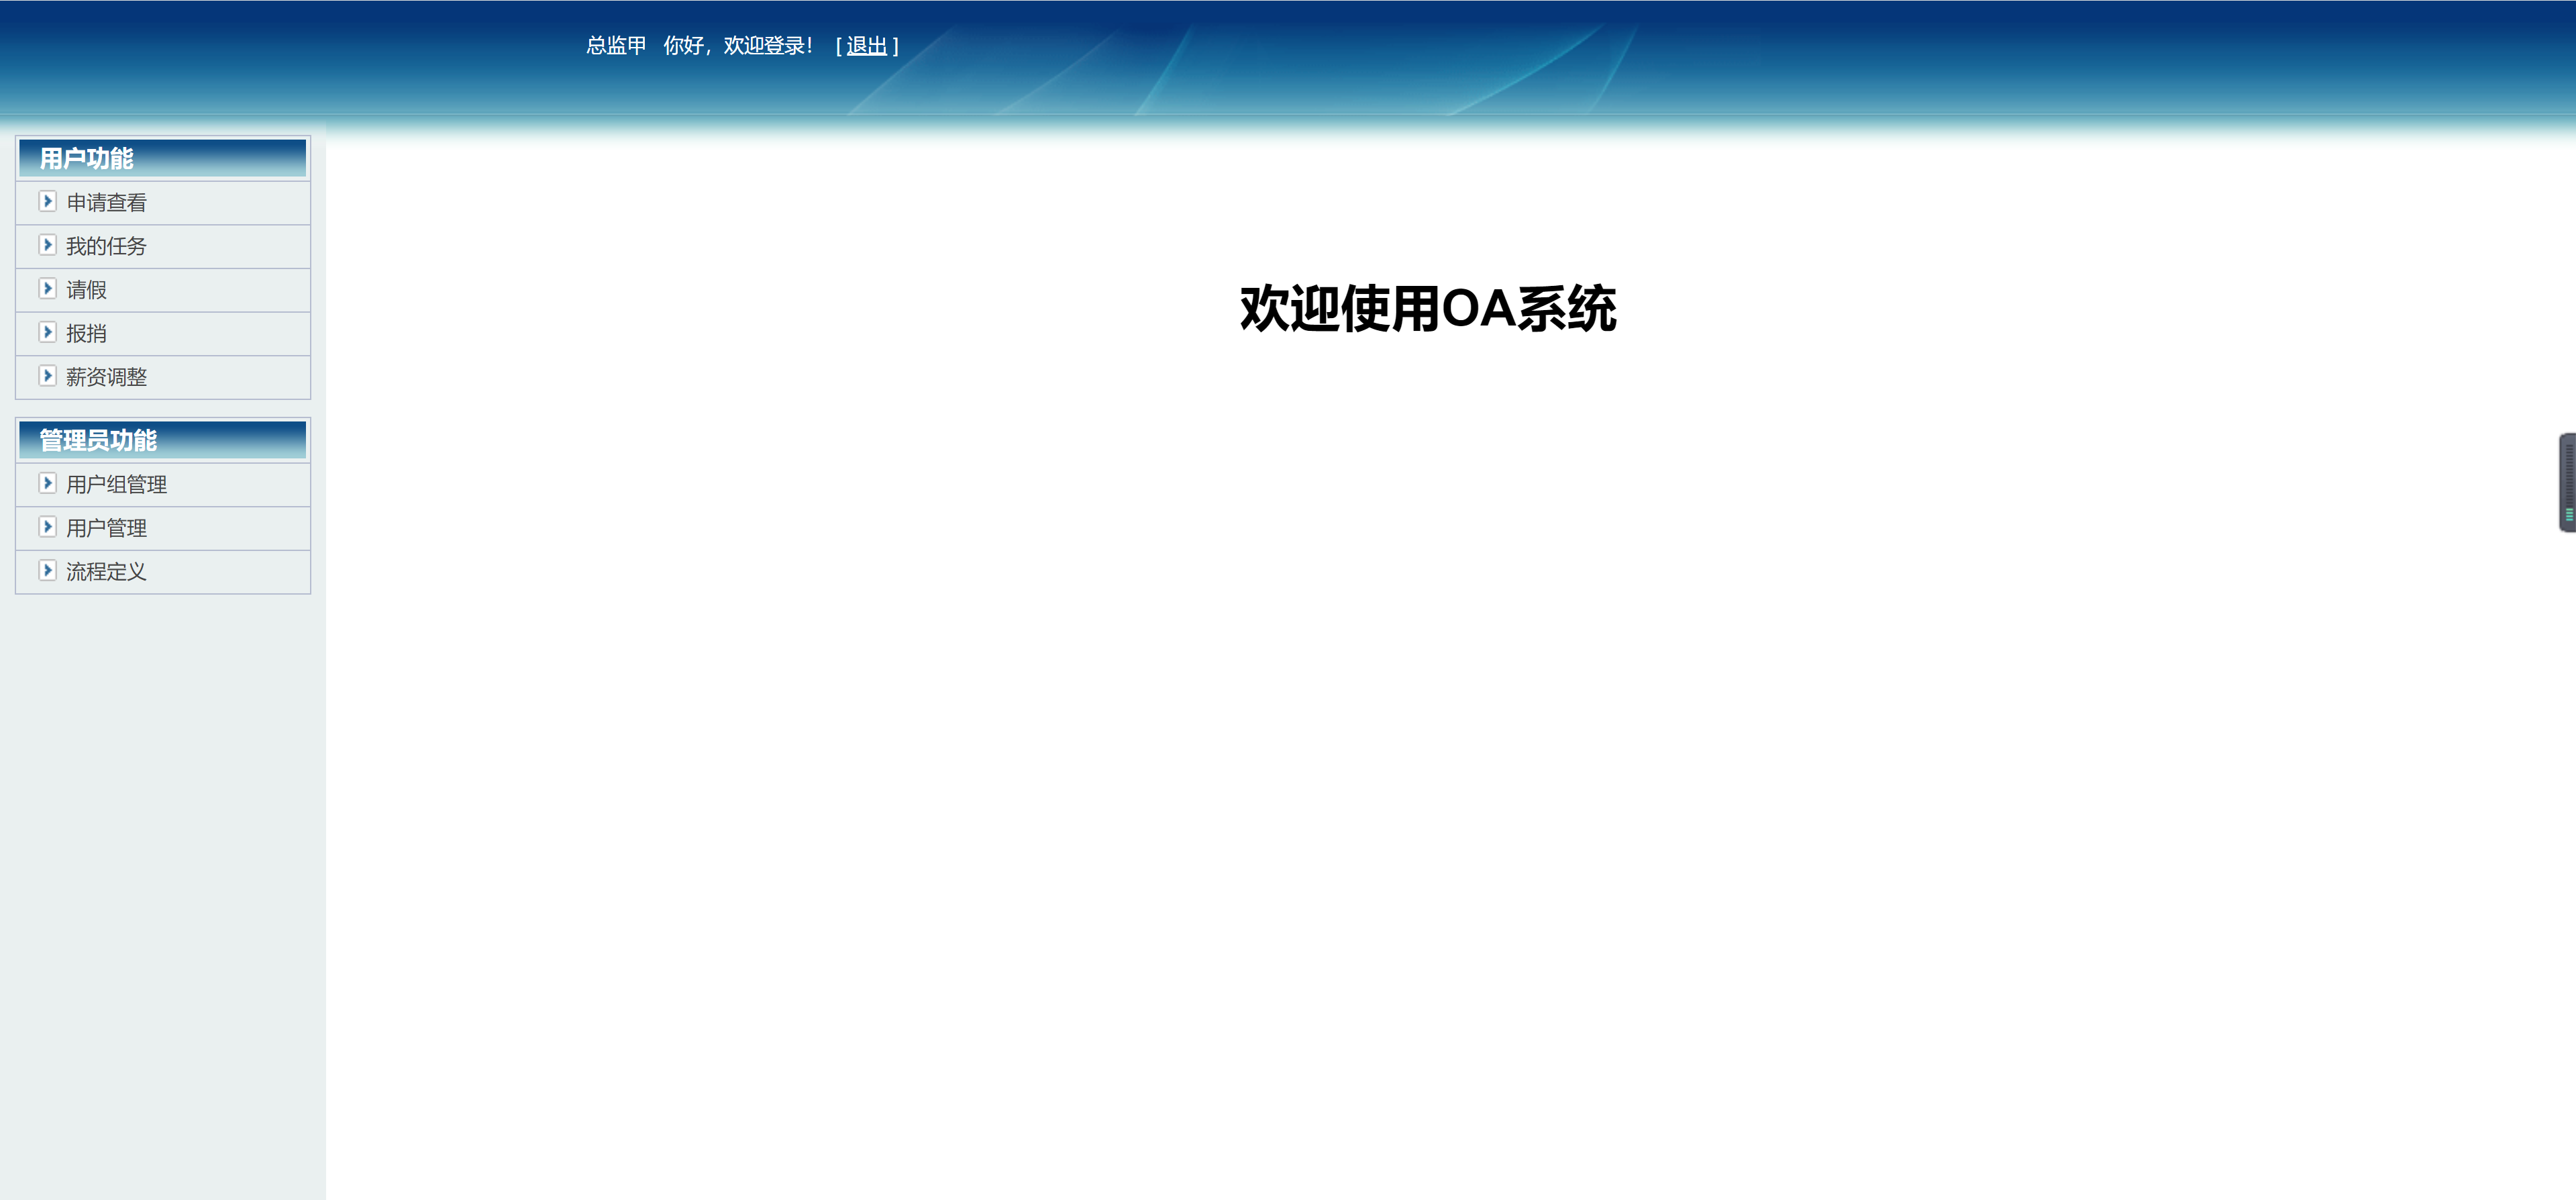 总监甲 你好，欢迎登录！ [ 退出 ]
用户功能
申请查看
我的任务
请假
报捎
薪资调整
管理员功能
用户组管理
用户管理
流程定义
欢迎使用OA系统